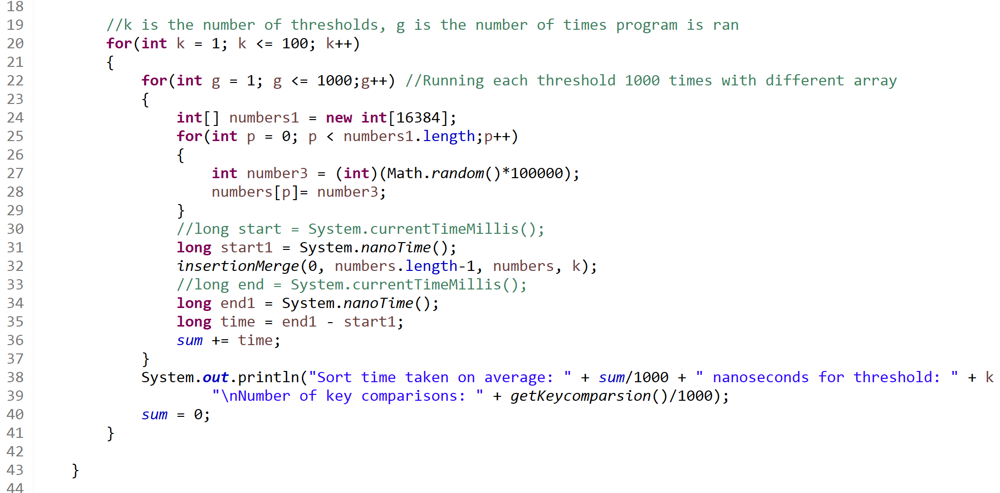 18
19 //k is the number of thresholds, g is the number of times program is ran
20 for(int k = 1; k <= 100; k++)
21 {
22 for(int g = 1; g <= 1000;g++) //Running each threshold 1000 times with different array
23 {
24 int[] numbers1 = new int[16384];
25 for(int p = 0; p < numbers1.length;p++)
26 {
27 int number3 = (int)(Math.random()*100000);
28 numbers[p]= number3;
29 }
30 //long start = System.currentTimeMillis();
31 long start1 = System.nanoTime();
32 insertionMerge(0, numbers.length-1, numbers, k);
33 //long end = System.currentTimeMillis();
34 long end1 = System.nanoTime();
35 long time = end1 - start1;
36 sum += time;
37 }
38 System.out.println("Sort time taken on average: " + sum/1000 + " nanoseconds for threshold: " + k
39 "\nNumber of key comparisons: " + getKeycomparsion()/1000);
40 sum = 0;
41 }
42
43 }
44